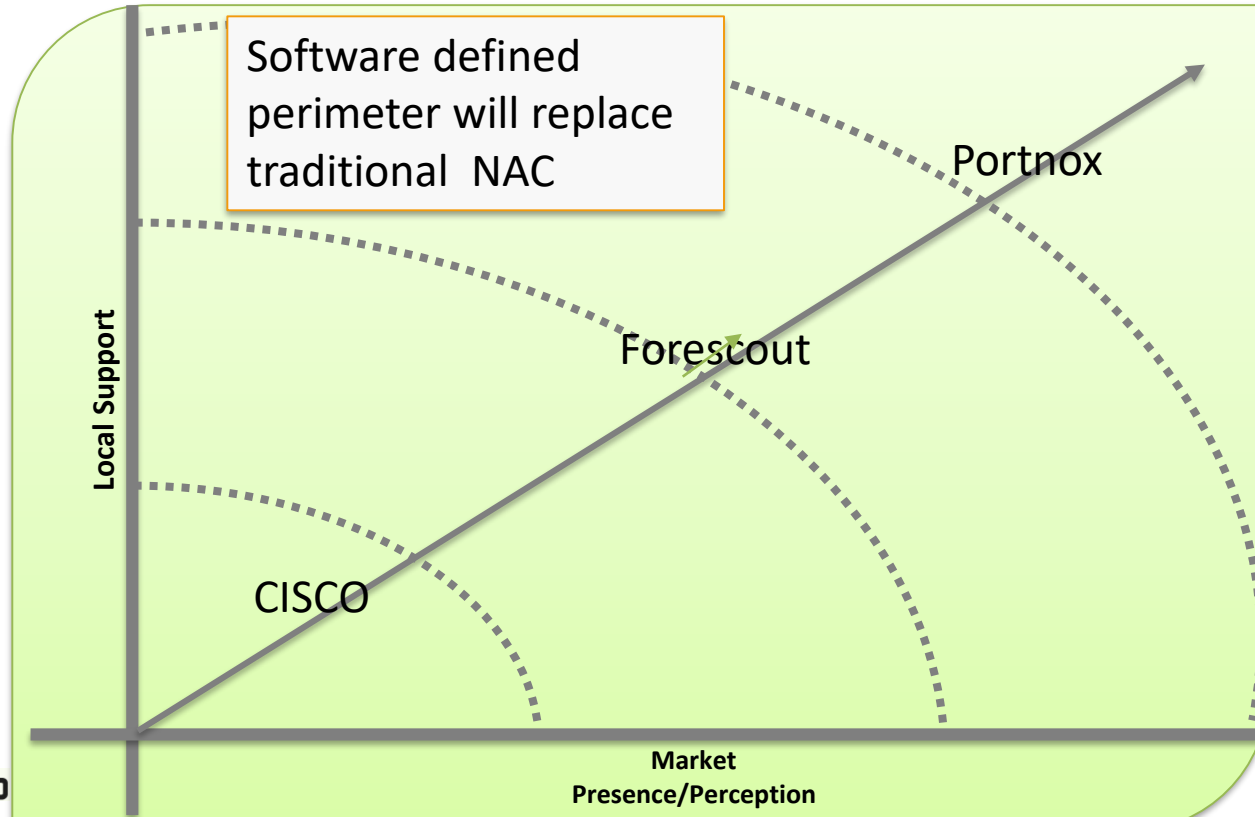 Software defined
perimeter will replace
traditional NAC
Portnox
Forescout
CISCO
Local Support
Market
Presence/Perception